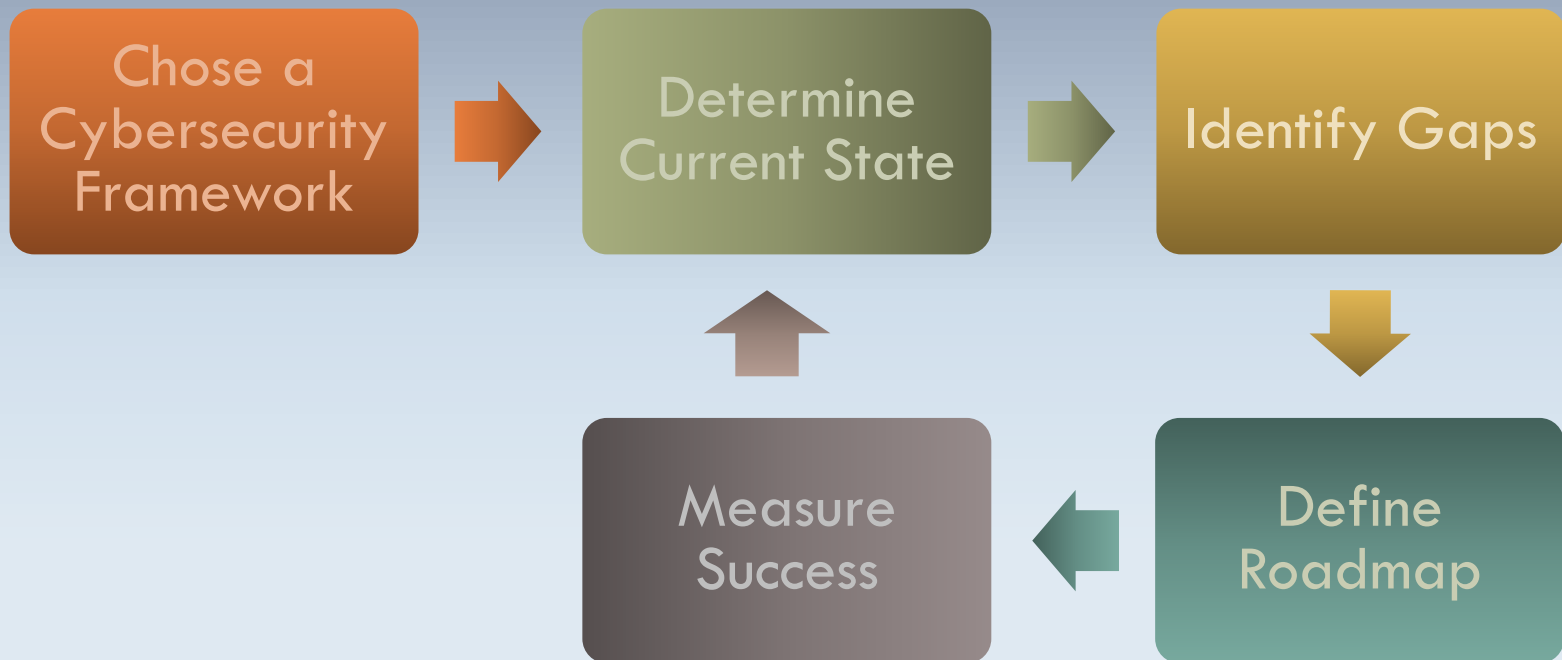 Chose a
Cybersecurity
Framework
Determine
Current State
Identify Gaps
Define
Roadmap
Measure
Success